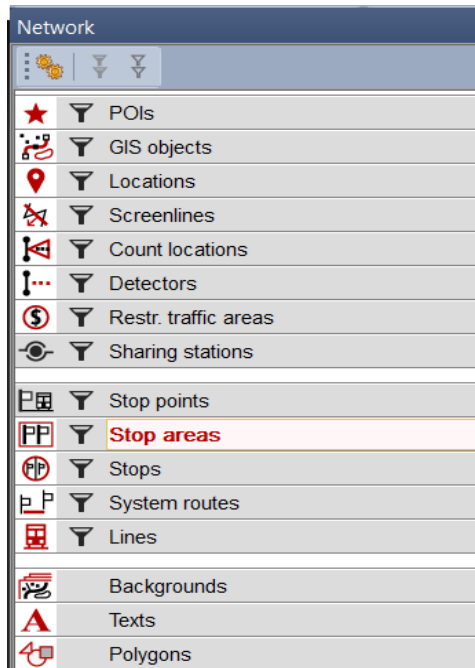 Network
POIs
GIS objects
Locations
Screenlines
Count locations
Detectors
Restr. traffic areas
Sharing stations
Stop points
Stop areas
Stops
System routes
Lines
Backgrounds
Texts
Polygons